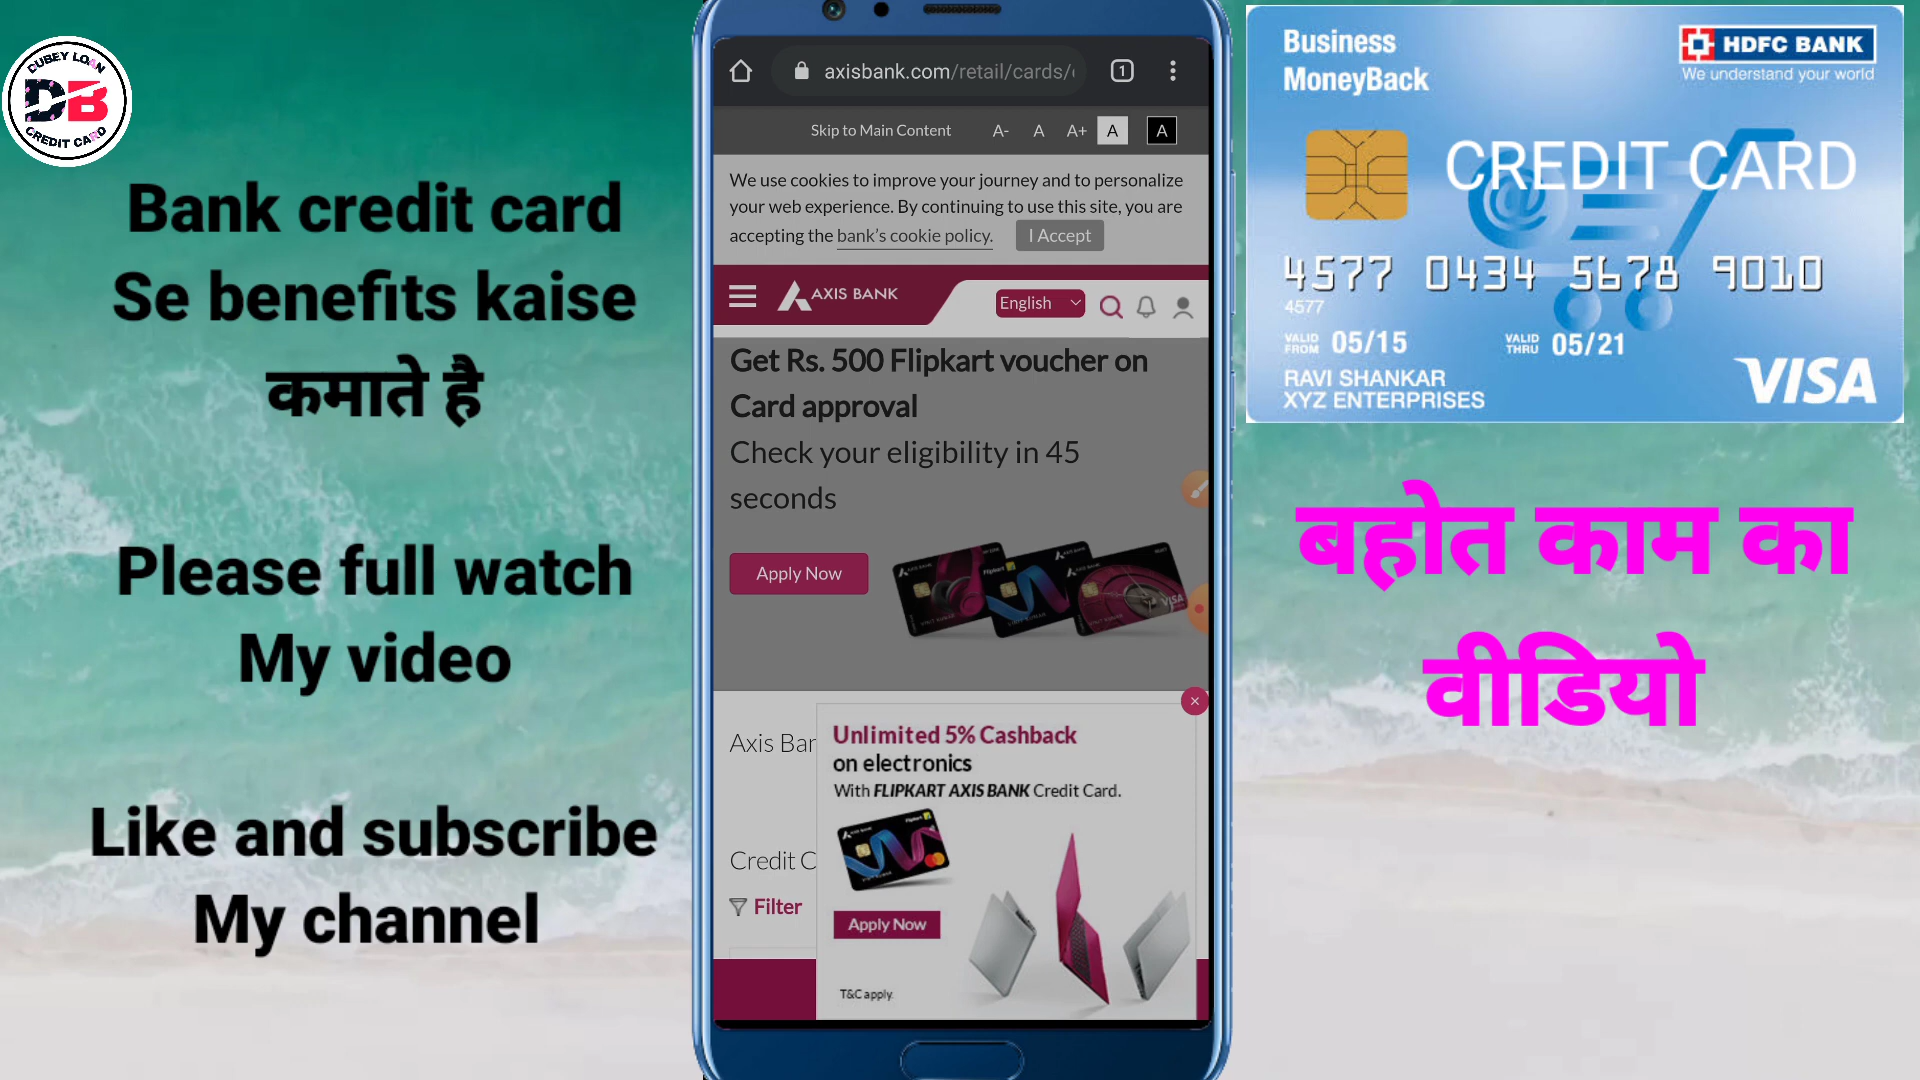 DUBEY LOAN
DB
CREDIT CARD
Bank credit card
Se benefits kaise
कमाते है
Please full watch
My video
Like and subscribe
My channel
axisbank.com/retail/cards/
1
Skip to Main Content A- A A+ A A
We use cookies to improve your journey and to personalize
your web experience. By continuing to use this site, you are
accepting the bank's cookie policy. I Accept
AXIS BANK
English
Get Rs. 500 Flipkart voucher on
Card approval
Check your eligibility in 45
seconds
Apply Now
Axis Ban
Credit C
Filter
Unlimited 5% Cashback
on electronics
With FLIPKART AXIS BANK Credit Card.
AXIS BANK
Flipkart
Apply Now
T&C apply.
Business
MoneyBack
HDFC BANK
We understand your world
CREDIT CARD
4577 0434 5678 9010
4577
VALID FROM 05/15 VALID THRU 05/21
RAVI SHANKAR
XYZ ENTERPRISES
VISA
बहोत काम का
वीडियो